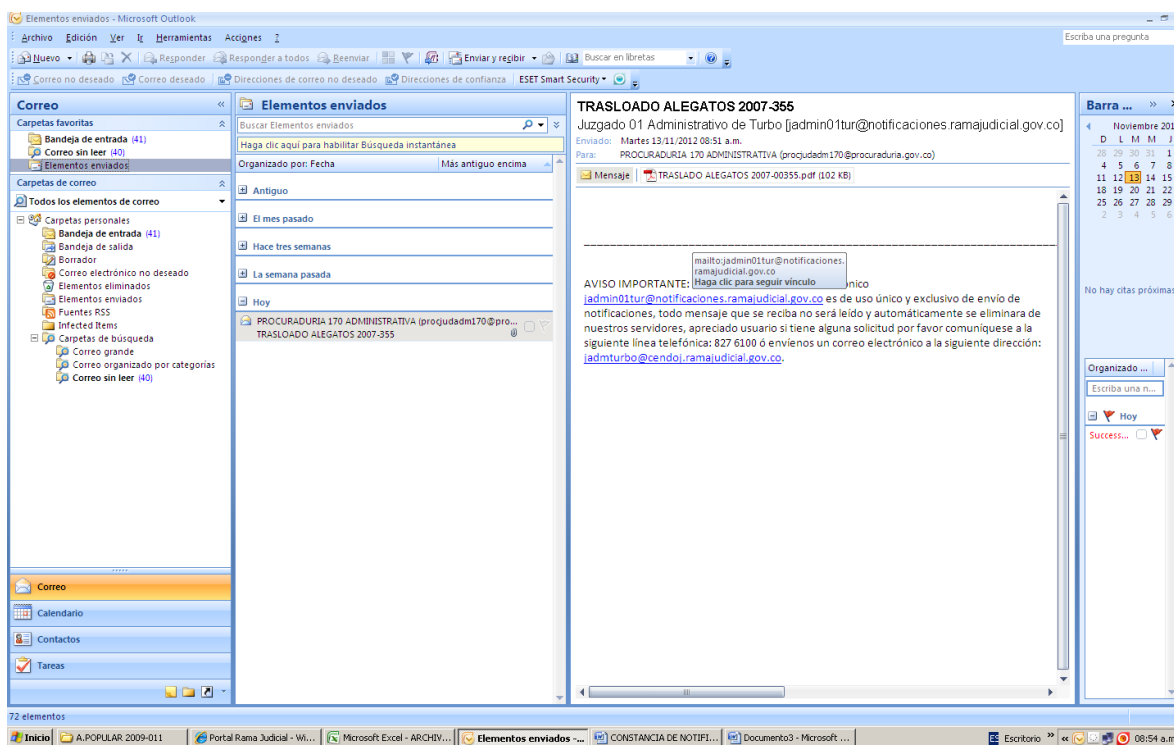 Elementos enviados - Microsoft Outlook
Archivo Edición Ver Ir Herramientas Acciones ?
Escriba una pregunta
Nuevo Responder Responder a todos Reenviar Enviar y recibir Buscar en libretas
Correo no deseado Correo deseado Direcciones de correo no deseado Direcciones de confianza ESET Smart Security
Correo «
Carpetas favoritas
Bandeja de entrada (41)
Correo sin leer (40)
Elementos enviados
Carpetas de correo
Todos los elementos de correo
Carpetas personales
Bandeja de entrada (41)
Bandeja de salida
Borrador
Correo electrónico no deseado
Elementos eliminados
Elementos enviados
Fuentes RSS
Infected Items
Carpetas de búsqueda
Correo grande
Correo organizado por categorías
Correo sin leer (40)
Correo
Calendario
Contactos
Tareas
Elementos enviados
Buscar Elementos enviados
Haga clic aquí para habilitar Búsqueda instantánea
Organizado por: Fecha Más antiguo encima
Antiguo
El mes pasado
Hace tres semanas
La semana pasada
Hoy
PROCURADURIA 170 ADMINISTRATIVA (procjudadm170@pro...
TRASLOADO ALEGATOS 2007-355
TRASLOADO ALEGATOS 2007-355
Juzgado 01 Administrativo de Turbo [jadmin01tur@notificaciones.ramajudicial.gov.co]
Enviado: Martes 13/11/2012 08:51 a.m.
Para: PROCURADURIA 170 ADMINISTRATIVA (procjudadm170@procuraduria.gov.co)
Mensaje TRASLADO ALEGATOS 2007-00355.pdf (102 KB)
mailto:jadmin01tur@notificaciones.
ramajudicial.gov.co
Haga clic para seguir vínculo
AVISO IMPORTANTE: ónico
jadmin01tur@notificaciones.ramajudicial.gov.co es de uso único y exclusivo de envío de
notificaciones, todo mensaje que se reciba no será leído y automáticamente se eliminara de
nuestros servidores, apreciado usuario si tiene alguna solicitud por favor comuníquese a la
siguiente línea telefónica: 827 6100 ó envíenos un correo electrónico a la siguiente dirección:
jadmturbo@cendoj.ramajudicial.gov.co.
Barra ... »
Noviembre 201
D L M M J
28 29 30 31 1
4 5 6 7 8
11 12 13 14 15
18 19 20 21 22
25 26 27 28 29
2 3 4 5 6
No hay citas próximas
Organizado ...
Escriba una n...
Hoy
Success...
72 elementos
Inicio A.POPULAR 2009-011 Portal Rama Judicial - Wi... Microsoft Excel - ARCHIV... Elementos enviados -... CONSTANCIA DE NOTIFI... Documento3 - Microsoft ... ES Escritorio » « 08:54 a.m